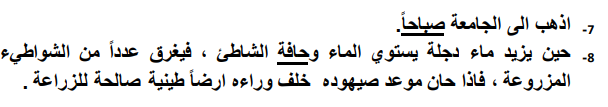 7- اذهب الى الجامعة صباحاً.
8- حين يزيد ماء دجلة يستوي الماء وحافة الشاطئ ، فيغرق عدداً من الشواطيء
المزروعة ، فاذا حان موعد صيهوده خلف وراءه ارضاً طينية صالحة للزراعة .